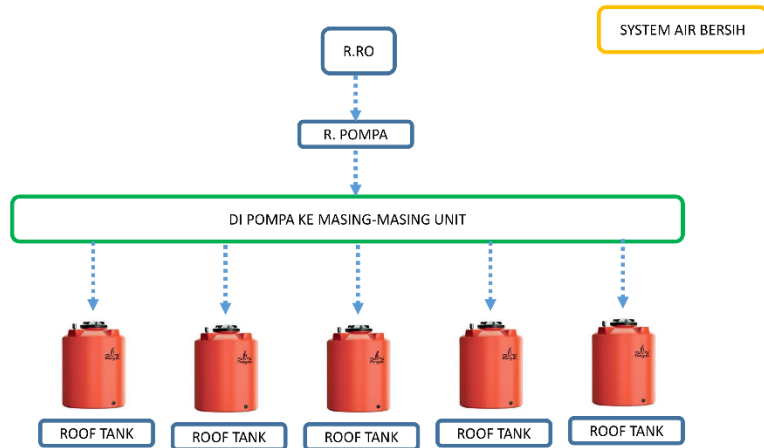 SYSTEM AIR BERSIH
R.RO
R. POMPA
DI POMPA KE MASING-MASING UNIT
ROOF TANK
ROOF TANK
ROOF TANK
ROOF TANK
ROOF TANK